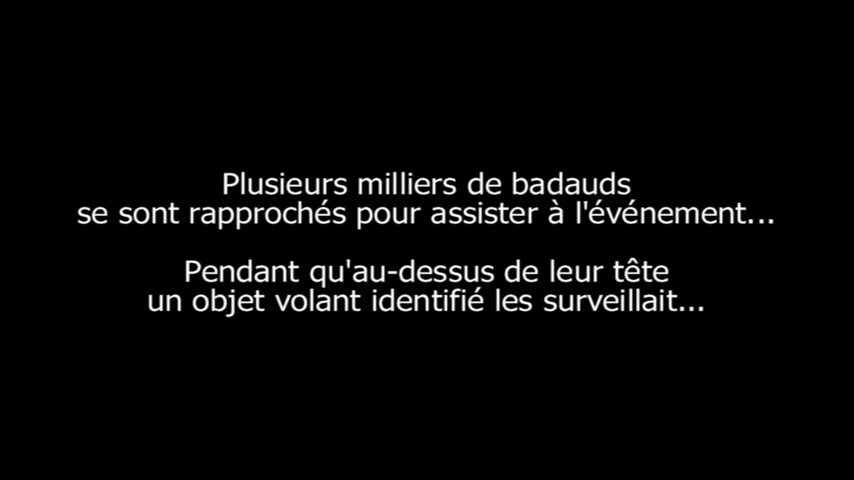 Plusieurs milliers de badauds
se sont rapprochés pour assister à l'événement...
Pendant qu'au-dessus de leur tête
un objet volant identifié les surveillait...